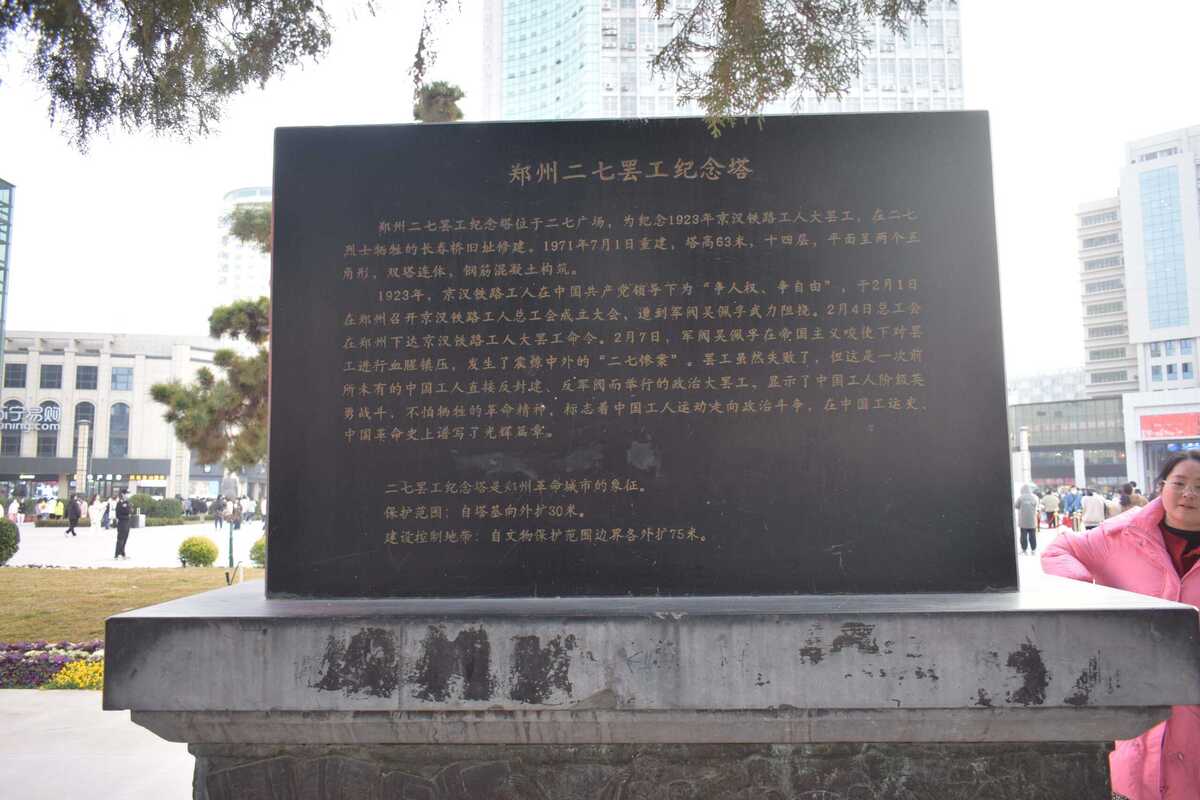 郑州二七罢工纪念塔
郑州二七罢工纪念塔位于二七广场，为纪念1923年京汉铁路工人大罢工，在二七
烈士牺牲的长春桥旧址修建。1971年7月1日重建，塔高63米，十四层，平面呈两个五
角形，双塔连体，钢筋混凝土构筑。
1923年，京汉铁路工人在中国共产党领导下为“争人权、争自由”，于2月1日
在郑州召开京汉铁路工人总工会成立大会，遭到军阀吴佩孚武力阻挠。2月4日总工会
在郑州下达京汉铁路工人大罢工命令。2月7日，军阀吴佩孚在帝国主义唆使下对罢
工进行血腥镇压，发生了震惊中外的“二七惨案”。罢工虽然失败了，但这是一次前
所未有的中国工人直接反封建、反军阀而举行的政治大罢工，显示了中国工人阶级英
勇战斗，不怕牺牲的革命精神，标志着中国工人运动走向政治斗争，在中国工运史、
中国革命史上谱写了光辉篇章。
二七罢工纪念塔是郑州革命城市的象征。
保护范围：自塔基向外扩30米。
建设控制地带：自文物保护范围边界各外扩75米。
宁易购
uning.com